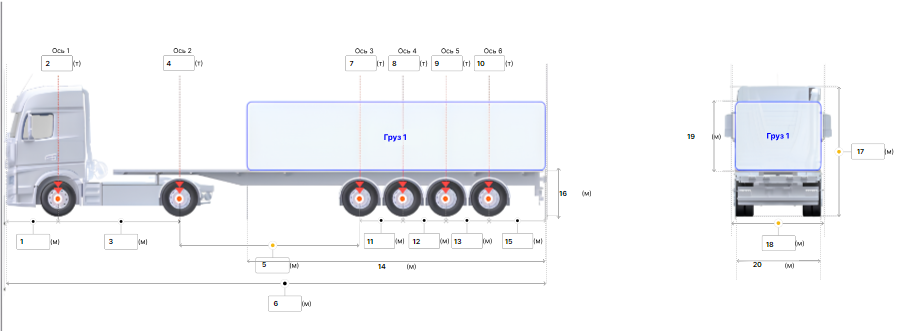 Ось 1 Ось 2 Ось 3 Ось 4 Ось 5 Ось 6
2 (т) 4 (т) 7 (т) 8 (т) 9 (т) 10 (т)
Груз 1 19 (м) Груз 1
17 (м)
16 (м)
1 (м) 3 (м) 11 (м) 12 (м) 13 (м) 15 (м) 18 (м)
5 (м) 14 (м) 20 (м)
6 (м)